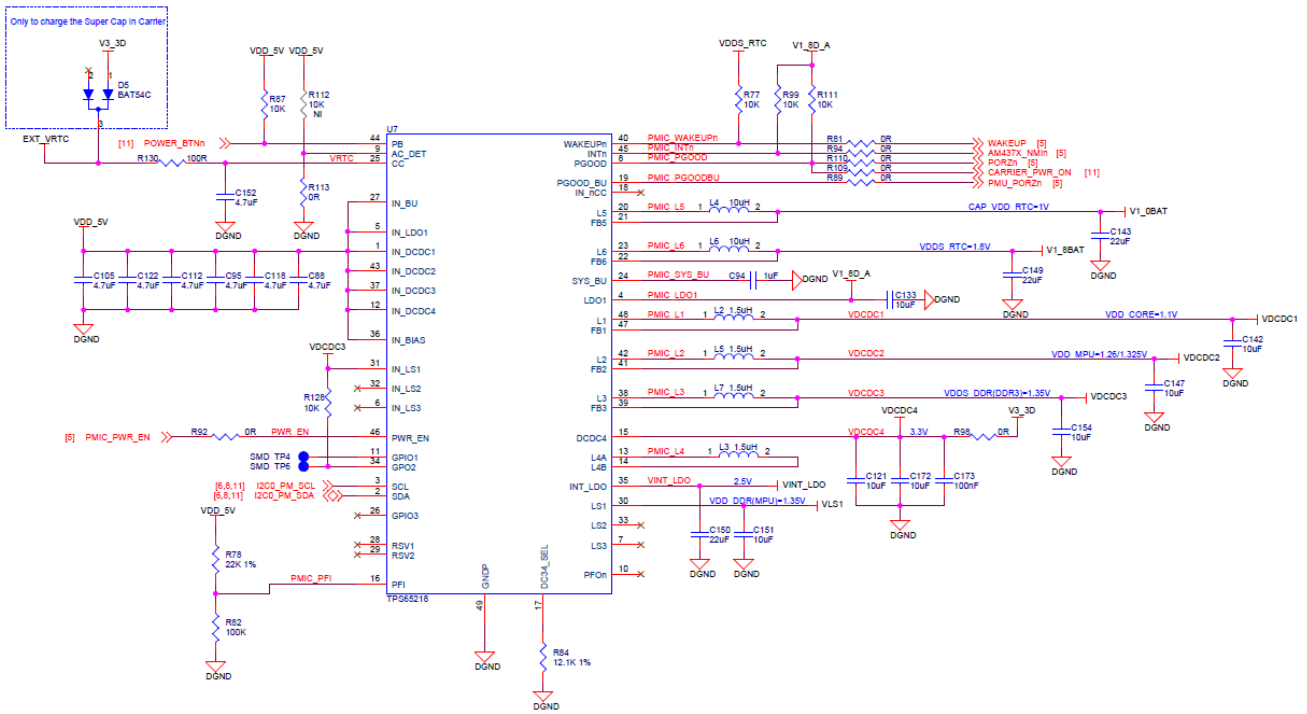 Only to charge the Super Cap in Carrier
V3_3D
2 1
D5
BAT54C
3
EXT_VRTC
VDD_5V VDD_5V
R87
10K
R112
10K
NI
[11] POWER_BTNn
R130 100R VRTC
C152
4.7uF
DGND
R113
0R
DGND
VDD_5V
C105
4.7uF
C122
4.7uF
C112
4.7uF
C95
4.7uF
C118
4.7uF
C88
4.7uF
DGND
VDCDC3
R128
10K
[5] PMIC_PWR_EN R92 0R PWR_EN
SMD TP4
SMD TP6
[6,8,11] I2C0_PM_SCL
[6,8,11] I2C0_PM_SDA
VDD_5V
R78
22K 1%
PMIC_PFI
R82
100K
DGND
U7
44 PB
9 AC_DET
25 CC
27 IN_BU
5 IN_LDO1
1 IN_DCDC1
43 IN_DCDC2
37 IN_DCDC3
12 IN_DCDC4
36 IN_BIAS
31 IN_LS1
32 IN_LS2
6 IN_LS3
46 PWR_EN
11 GPIO1
34 GPO2
3 SCL
2 SDA
26 GPIO3
28 RSV1
29 RSV2
16 PFI
TPS65218
GNDP
49
DGND
DC34_SEL
17
R84
12.1K 1%
DGND
VDDS_RTC
V1_8D_A
R77
10K
R99
10K
R111
10K
WAKEUPn 40 PMIC_WAKEUPn R81 0R WAKEUP [5]
INTn 45 PMIC_INTn R94 0R AM437X_NMIn [5]
PGOOD 8 PMIC_PGOOD R110 0R PORZn [5]
R109 0R CARRIER_PWR_ON [11]
PGOOD_BU 19 PMIC_PGOODBU R89 0R PMU_PORZn [5]
IN_nCC 18
L5 20 PMIC_L5 1 L4 10uH 2 CAP_VDD_RTC=1V V1_0BAT
FB5 21
C143
22uF
DGND
L6 23 PMIC_L6 1 L6 10uH 2 VDDS_RTC=1.8V V1_8BAT
FB6 22
C149
22uF
DGND
SYS_BU 24 PMIC_SYS_BU C94 1uF DGND
V1_8D_A
LDO1 4 PMIC_LDO1
C133
10uF
DGND
L1 48 PMIC_L1 1 L2 1.5uH 2 VDCDC1 VDD_CORE=1.1V VDCDC1
FB1 47
C142
10uF
DGND
L2 42 PMIC_L2 1 L5 1.5uH 2 VDCDC2 VDD_MPU=1.26/1.325V VDCDC2
FB2 41
C147
10uF
DGND
L3 38 PMIC_L3 1 L7 1.5uH 2 VDCDC3 VDDS_DDR(DDR3)=1.35V VDCDC3
FB3 39
C154
10uF
DGND
VDCDC4 V3_3D
DCDC4 15 VDCDC4 3.3V R98 0R
L4A 13 PMIC_L4 1 L3 1.5uH 2
L4B 14
C121
10uF
C172
10uF
C173
100nF
DGND
INT_LDO 35 VINT_LDO 2.5V VINT_LDO
LS1 30 VDD_DDR(MPU)=1.35V VLS1
C150
22uF
C151
10uF
DGND DGND
LS2 33
LS3 7
PFOn 10